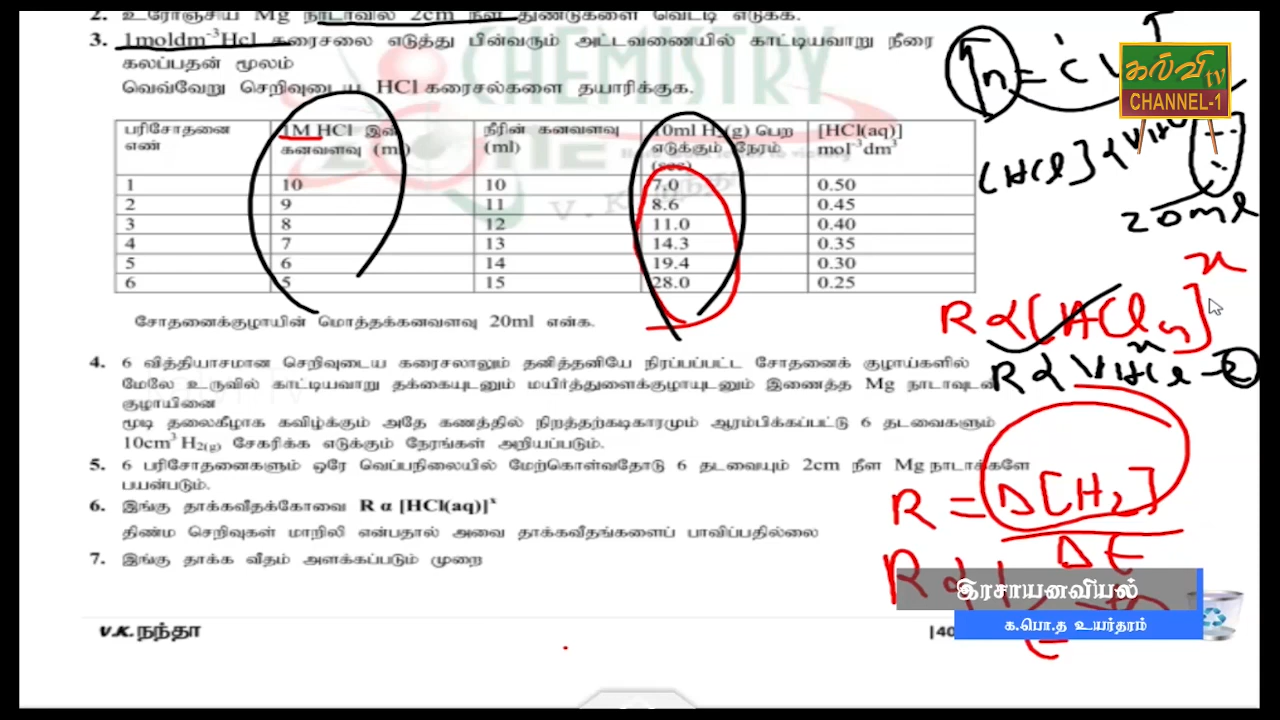 2. உரோஞ்சிய Mg நாடாவில் 2cm நீள துண்டுகளை வெட்டி எடுக்க.
3. 1moldm⁻³Hcl கரைசலை எடுத்து பின்வரும் அட்டவணையில் காட்டியவாறு நீரை
கலப்பதன் மூலம்
வெவ்வேறு செறிவுடைய HCl கரைசல்களை தயாரிக்குக.
கல்வி tv
CHANNEL-1
பரிசோதனை எண் | 1M HCl இன் கனவளவு (ml) | நீரின் கனவளவு (ml) | 10ml H₂(g) பெற எடுக்கும் நேரம் (sec) | [HCl(aq)] mol⁻³dm³
1 | 10 | 10 | 7.0 | 0.50
2 | 9 | 11 | 8.6 | 0.45
3 | 8 | 12 | 11.0 | 0.40
4 | 7 | 13 | 14.3 | 0.35
5 | 6 | 14 | 19.4 | 0.30
6 | 5 | 15 | 28.0 | 0.25
20ml
சோதனைக்குழாயின் மொத்தக்கனவளவு 20ml என்க.
4. 6 வித்தியாசமான செறிவுடைய கரைசலாலும் தனித்தனியே நிரப்பப்பட்ட சோதனைக் குழாய்களில்
மேலே உருவில் காட்டியவாறு தக்கையுடனும் மயிர்த்துளைக்குழாயுடனும் இணைத்த Mg நாடாவுடன்
குழாயினை
மூடி தலைகீழாக கவிழ்க்கும் அதே கணத்தில் நிறத்தற்கடிகாரமும் ஆரம்பிக்கப்பட்டு 6 தடவைகளும்
10cm³ H₂(g) சேகரிக்க எடுக்கும் நேரங்கள் அறியப்படும்.
5. 6 பரிசோதனைகளும் ஒரே வெப்பநிலையில் மேற்கொள்வதோடு 6 தடவையும் 2cm நீள Mg நாடாக்களே
பயன்படும்.
6. இங்கு தாக்கவீதக்கோவை R α [HCl(aq)]ˣ
திண்ம செறிவுகள் மாறிலி என்பதால் அவை தாக்கவீதங்களைப் பாவிப்பதில்லை
7. இங்கு தாக்க வீதம் அளக்கப்படும் முறை
R = Δ[H₂]
Δt
இரசாயனவியல்
க.பொ.த உயர்தரம்
V.K.நந்தா
|40